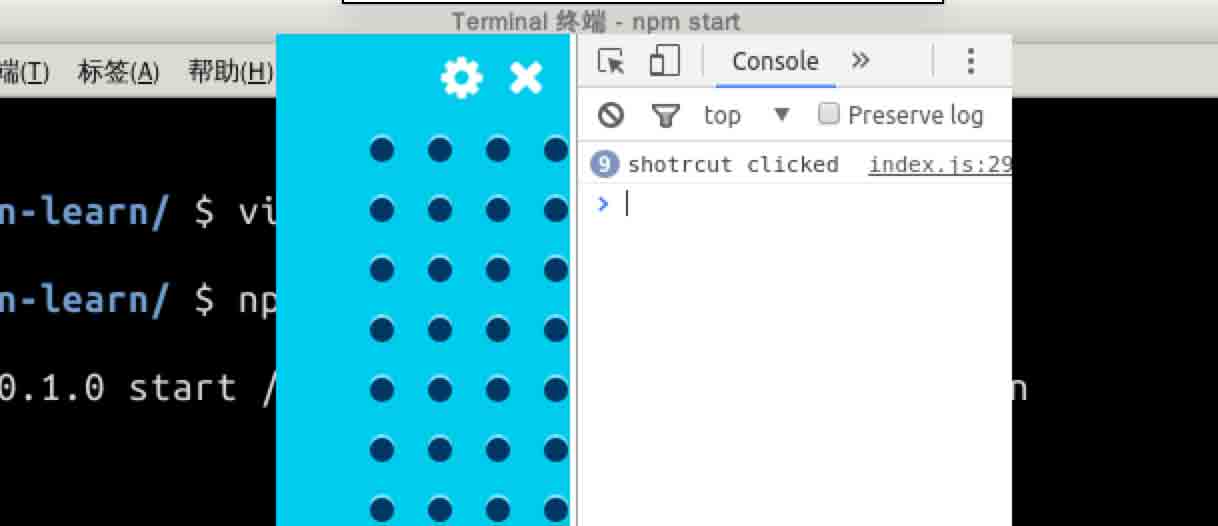 Terminal 终端 - npm start
端(T) 标签(A) 帮助(H)
Console »
top Preserve log
9 shotrcut clicked index.js:29
>
n-learn/ $ vi
n-learn/ $ np
0.1.0 start / n